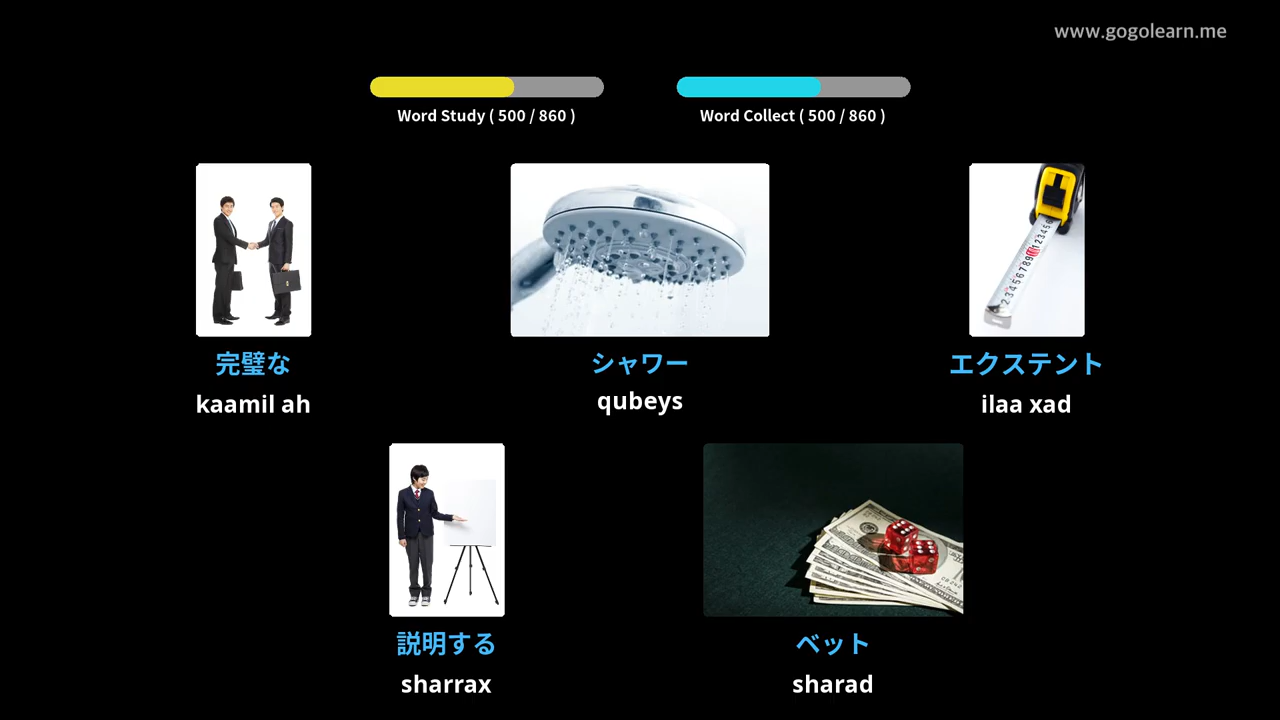 www.gogolearn.me
Word Study ( 500 / 860 )
Word Collect ( 500 / 860 )
完璧な
kaamil ah
シャワー
qubeys
エクステント
ilaa xad
説明する
sharrax
ベット
sharad